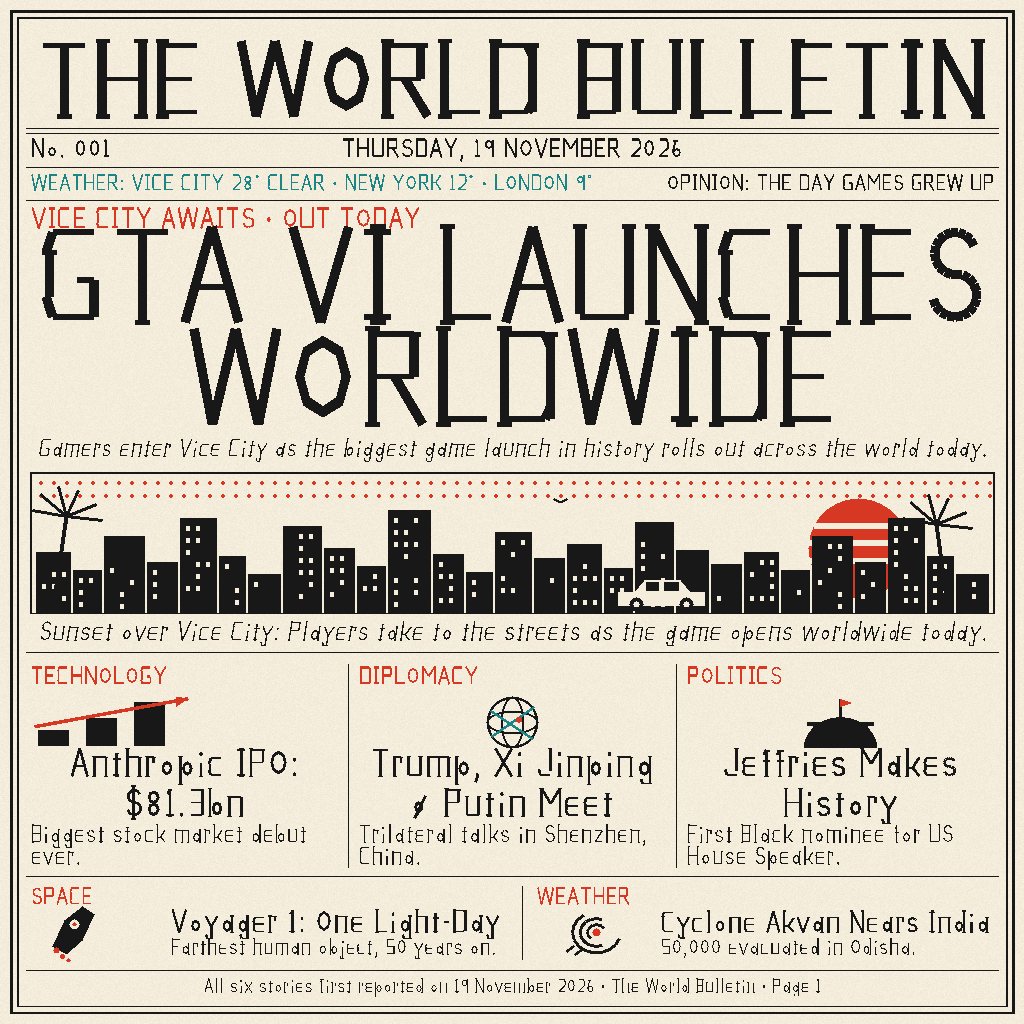 THE WORLD BULLETIN
No. 001 THURSDAY, 19 NOVEMBER 2026
WEATHER: VICE CITY 28° CLEAR · NEW YORK 12° · LONDON 9° OPINION: THE DAY GAMES GREW UP
VICE CITY AWAITS · OUT TODAY
GTA VI LAUNCHES
WORLDWIDE
Gamers enter Vice City as the biggest game launch in history rolls out across the world today.
Sunset over Vice City: Players take to the streets as the game opens worldwide today.
TECHNOLOGY
Anthropic IPO:
$81.3bn
Biggest stock market debut
ever.
DIPLOMACY
Trump, Xi Jinping
Putin Meet
Trilateral talks in Shenzhen,
China.
POLITICS
Jeffries Makes
History
First Black nominee for US
House Speaker.
SPACE
Voyager 1: One Light-Day
Farthest human object, 50 years on.
WEATHER
Cyclone Akvan Nears India
50,000 evacuated in Odisha.
All six stories first reported on 19 November 2026 · The World Bulletin · Page 1